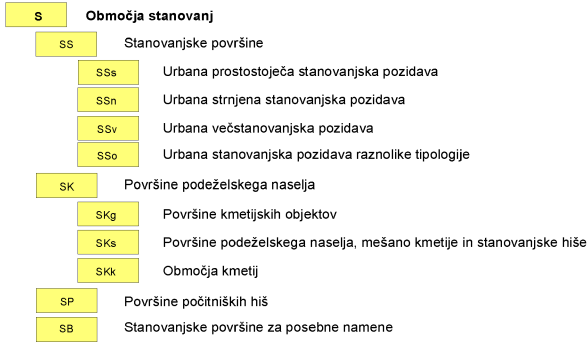 S Območja stanovanj
SS Stanovanjske površine
SSs Urbana prostostoječa stanovanjska pozidava
SSn Urbana strnjena stanovanjska pozidava
SSv Urbana večstanovanjska pozidava
SSo Urbana stanovanjska pozidava raznolike tipologije
SK Površine podeželskega naselja
SKg Površine kmetijskih objektov
SKs Površine podeželskega naselja, mešano kmetije in stanovanjske hiše
SKk Območja kmetij
SP Površine počitniških hiš
SB Stanovanjske površine za posebne namene